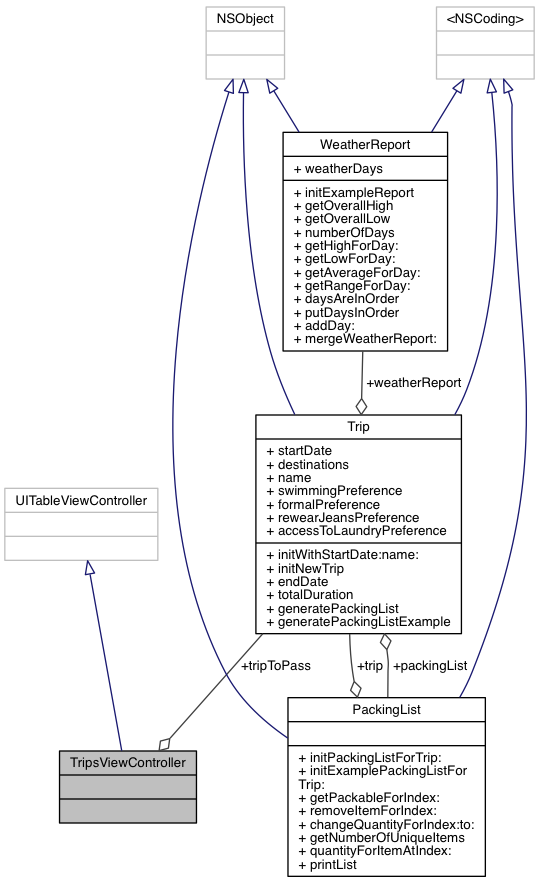 NSObject
<NSCoding>
WeatherReport
+ weatherDays
+ initExampleReport
+ getOverallHigh
+ getOverallLow
+ numberOfDays
+ getHighForDay:
+ getLowForDay:
+ getAverageForDay:
+ getRangeForDay:
+ daysAreInOrder
+ putDaysInOrder
+ addDay:
+ mergeWeatherReport:
+weatherReport
Trip
+ startDate
+ destinations
+ name
+ swimmingPreference
+ formalPreference
+ rewearJeansPreference
+ accessToLaundryPreference
+ initWithStartDate:name:
+ initNewTrip
+ endDate
+ totalDuration
+ generatePackingList
+ generatePackingListExample
UITableViewController
+tripToPass
+trip
+packingList
TripsViewController
PackingList
+ initPackingListForTrip:
+ initExamplePackingListFor
Trip:
+ getPackableForIndex:
+ removeItemForIndex:
+ changeQuantityForIndex:to:
+ getNumberOfUniqueItems
+ quantityForItemAtIndex:
+ printList